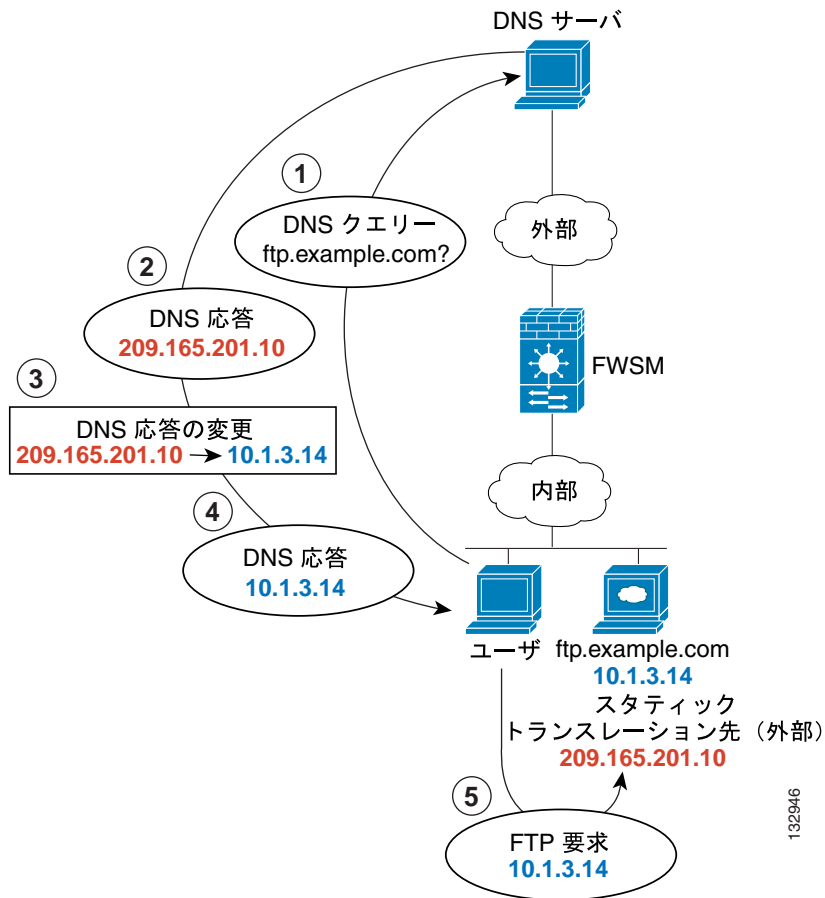 DNS サーバ
1
DNS クエリー
ftp.example.com?
外部
2
DNS 応答
209.165.201.10
FWSM
3
DNS 応答の変更
209.165.201.10 → 10.1.3.14
内部
4
DNS 応答
10.1.3.14
ユーザ
ftp.example.com
10.1.3.14
スタティック
トランスレーション先（外部）
209.165.201.10
5
FTP 要求
10.1.3.14
132946